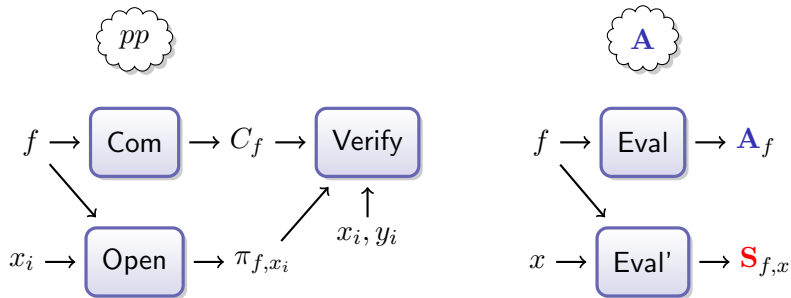 pp
A
f Com C_f Verify
f Eval A_f
x_i, y_i
x_i Open π_{f,x_i}
x Eval' S_{f,x}